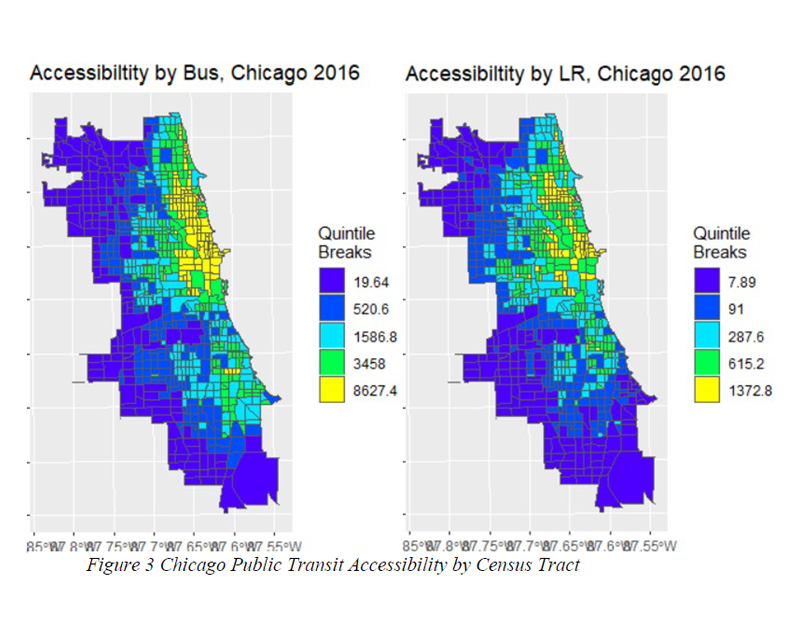 Accessibiltity by Bus, Chicago 2016
Quintile
Breaks
19.64
520.6
1586.8
3458
8627.4
Accessibiltity by LR, Chicago 2016
Quintile
Breaks
7.89
91
287.6
615.2
1372.8
Figure 3 Chicago Public Transit Accessibility by Census Tract